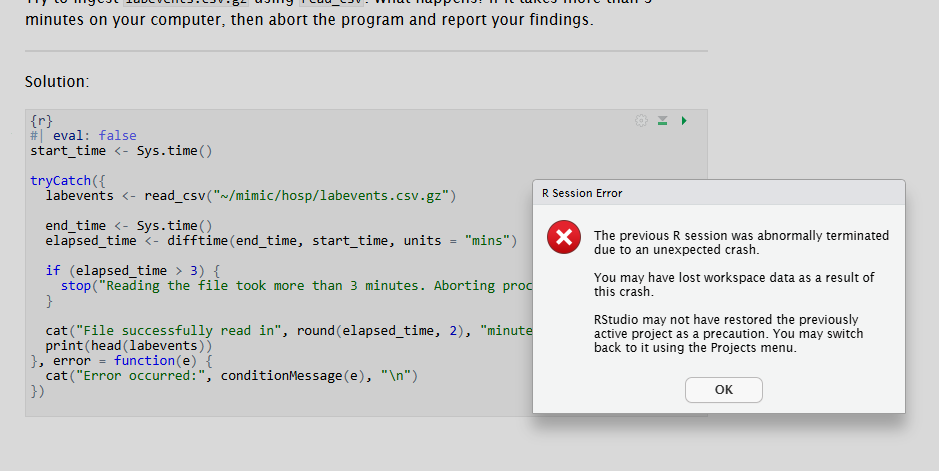 Try to ingest labevents.csv.gz using read_csv. What happens? If it takes more than 3
minutes on your computer, then abort the program and report your findings.
Solution:
{r}
#| eval: false
start_time <- Sys.time()
tryCatch({
labevents <- read_csv("~/mimic/hosp/labevents.csv.gz")
end_time <- Sys.time()
elapsed_time <- difftime(end_time, start_time, units = "mins")
if (elapsed_time > 3) {
stop("Reading the file took more than 3 minutes. Aborting proc
}
cat("File successfully read in", round(elapsed_time, 2), "minute
print(head(labevents))
}, error = function(e) {
cat("Error occurred:", conditionMessage(e), "\n")
})
R Session Error
The previous R session was abnormally terminated
due to an unexpected crash.
You may have lost workspace data as a result of
this crash.
RStudio may not have restored the previously
active project as a precaution. You may switch
back to it using the Projects menu.
OK